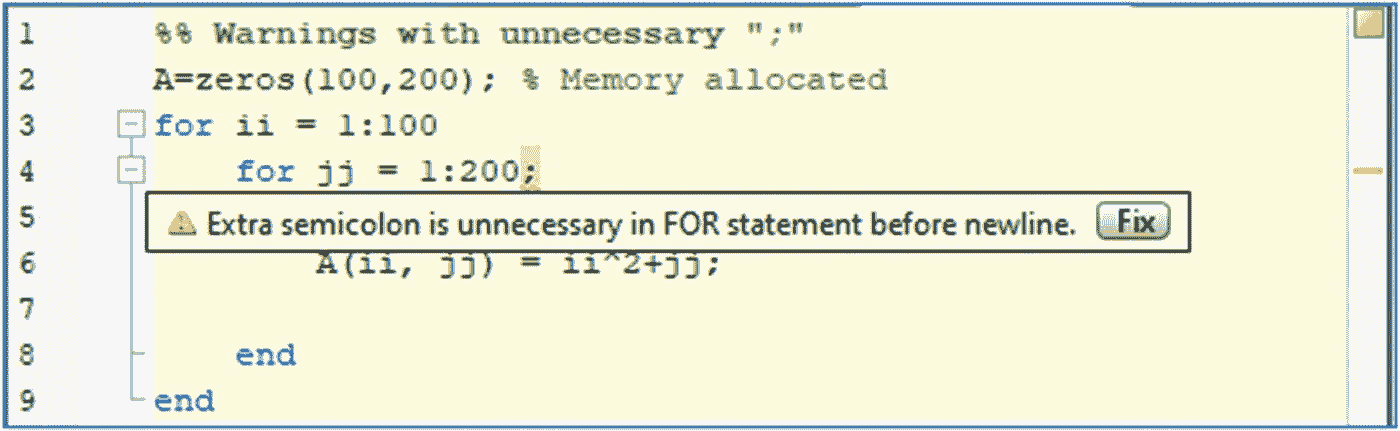 1 %% Warnings with unnecessary ";"
2 A=zeros(100,200); % Memory allocated
3 for ii = 1:100
4 for jj = 1:200;
5 Extra semicolon is unnecessary in FOR statement before newline. Fix
6 A(ii, jj) = ii^2+jj;
7
8 end
9 end